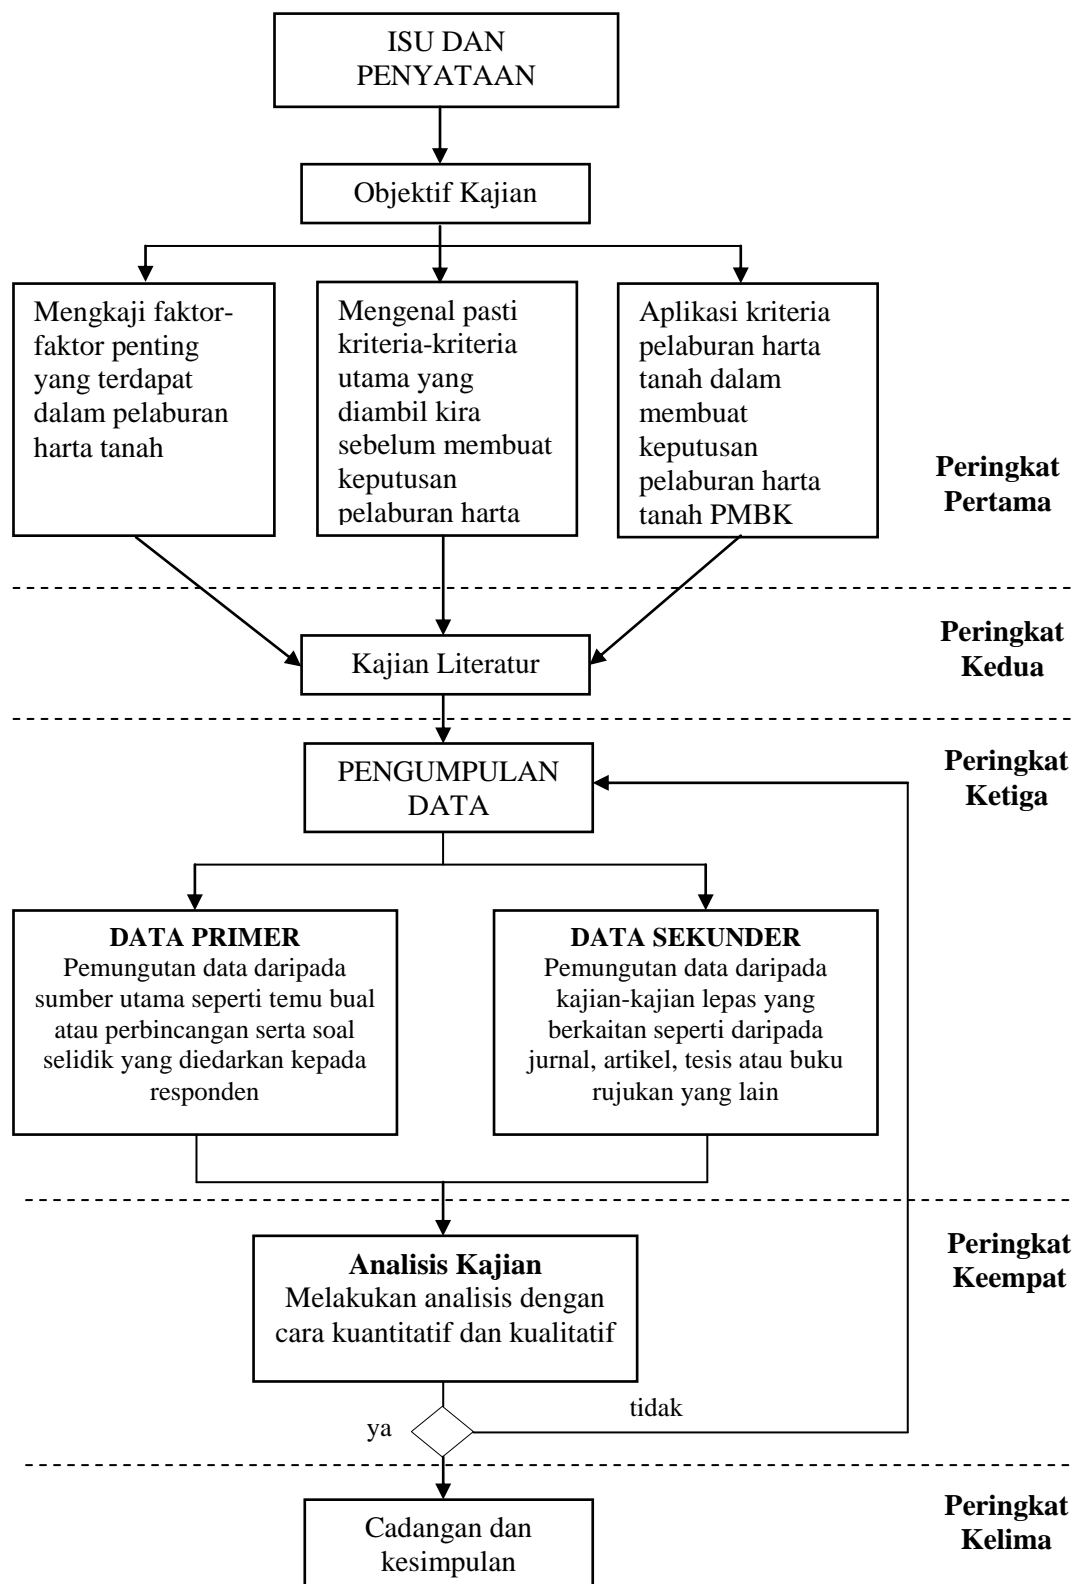 ISU DAN
PENYATAAN
Objektif Kajian
Mengkaji faktor-
faktor penting
yang terdapat
dalam pelaburan
harta tanah
Mengenal pasti
kriteria-kriteria
utama yang
diambil kira
sebelum membuat
keputusan
pelaburan harta
Aplikasi kriteria
pelaburan harta
tanah dalam
membuat
keputusan
pelaburan harta
tanah PMBK
Peringkat
Pertama
Kajian Literatur
Peringkat
Kedua
PENGUMPULAN
DATA
Peringkat
Ketiga
DATA PRIMER
Pemungutan data daripada
sumber utama seperti temu bual
atau perbincangan serta soal
selidik yang diedarkan kepada
responden
DATA SEKUNDER
Pemungutan data daripada
kajian-kajian lepas yang
berkaitan seperti daripada
jurnal, artikel, tesis atau buku
rujukan yang lain
Analisis Kajian
Melakukan analisis dengan
cara kuantitatif dan kualitatif
Peringkat
Keempat
ya
tidak
Cadangan dan
kesimpulan
Peringkat
Kelima